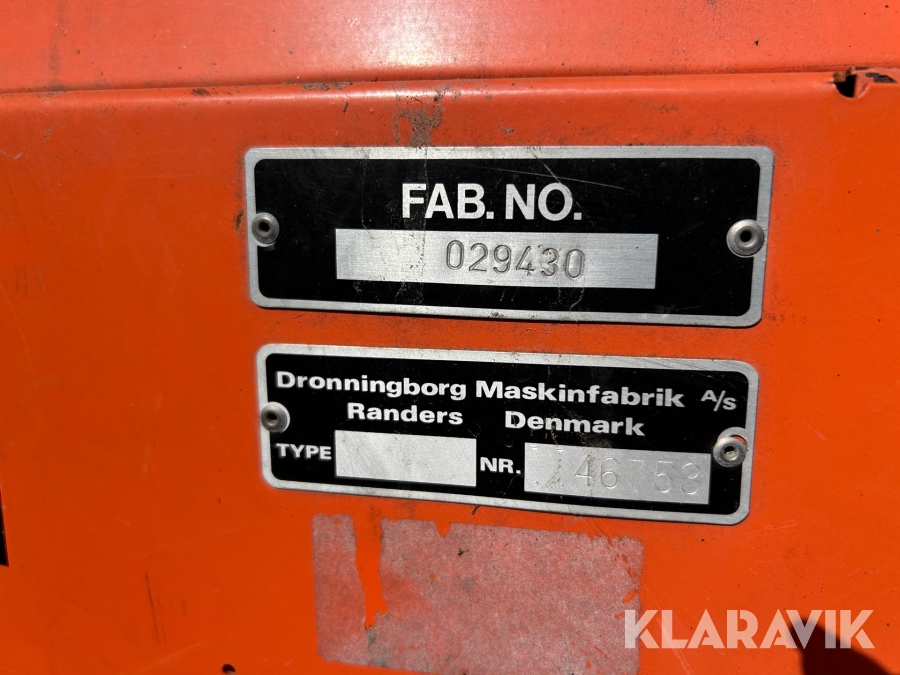 FAB. NO.
029430
Dronningborg Maskinfabrik A/S
Randers Denmark
TYPE NR. 46753
KLARAVIK